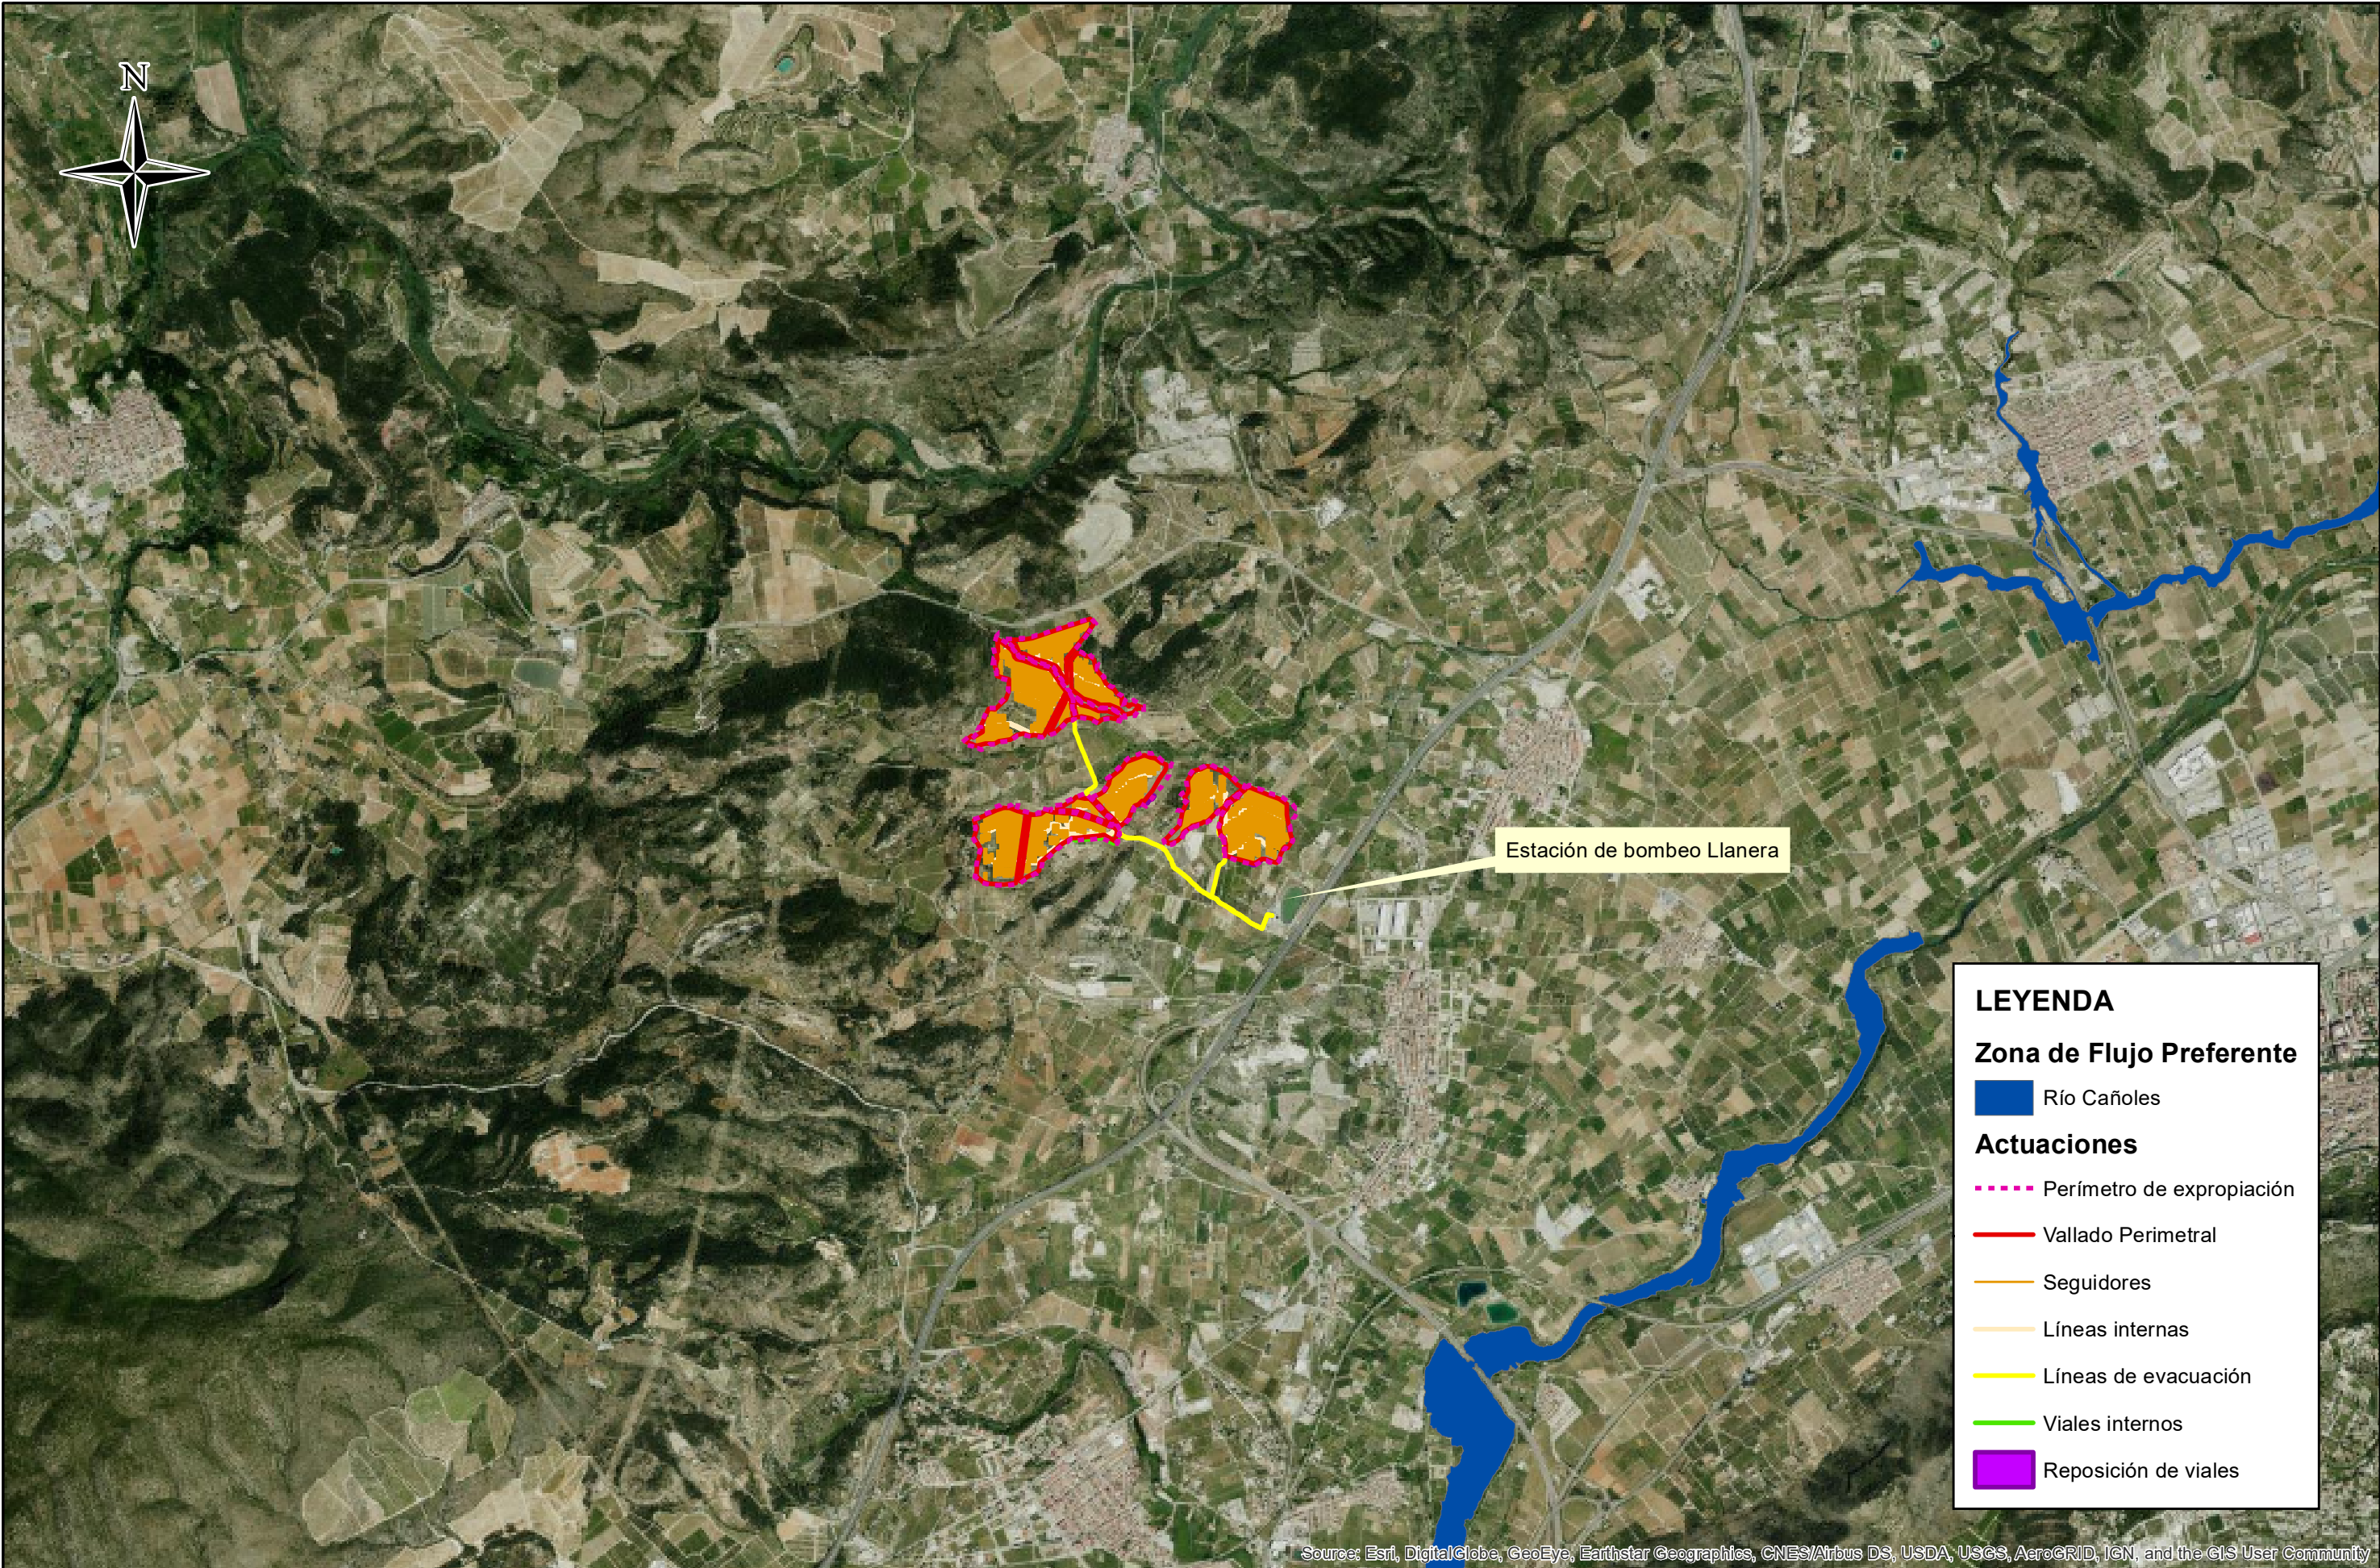 N
Estación de bombeo Llanera
LEYENDA
Zona de Flujo Preferente
Río Cañoles
Actuaciones
Perímetro de expropiación
Vallado Perimetral
Seguidores
Líneas internas
Líneas de evacuación
Viales internos
Reposición de viales
Source: Esri, DigitalGlobe, GeoEye, Earthstar Geographics, CNES/Airbus DS, USDA, USGS, AeroGRID, IGN, and the GIS User Community